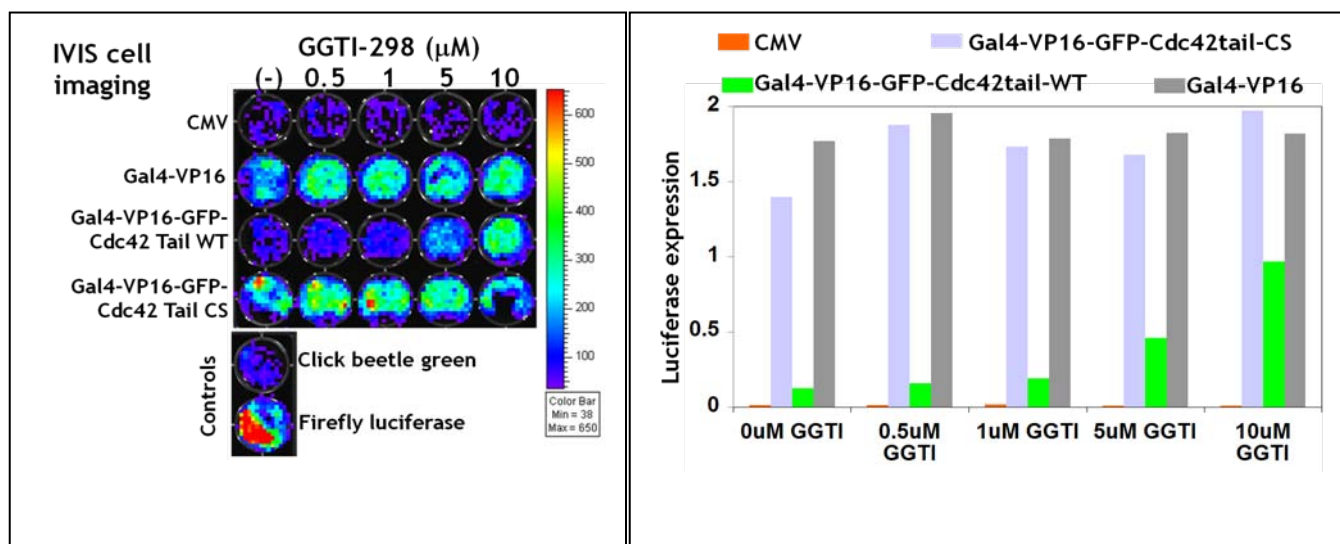 IVIS cell
imaging
GGTI-298 (μM)
(-) 0.5 1 5 10
CMV
Gal4-VP16
Gal4-VP16-GFP-
Cdc42 Tail WT
Gal4-VP16-GFP-
Cdc42 Tail CS
600
500
400
300
200
100
Color Bar
Min = 38
Max = 650
Controls
Click beetle green
Firefly luciferase
CMV
Gal4-VP16-GFP-Cdc42tail-CS
Gal4-VP16-GFP-Cdc42tail-WT
Gal4-VP16
Luciferase expression
2
1.5
1
0.5
0
0uM GGTI
0.5uM
GGTI
1uM GGTI
5uM GGTI
10uM
GGTI